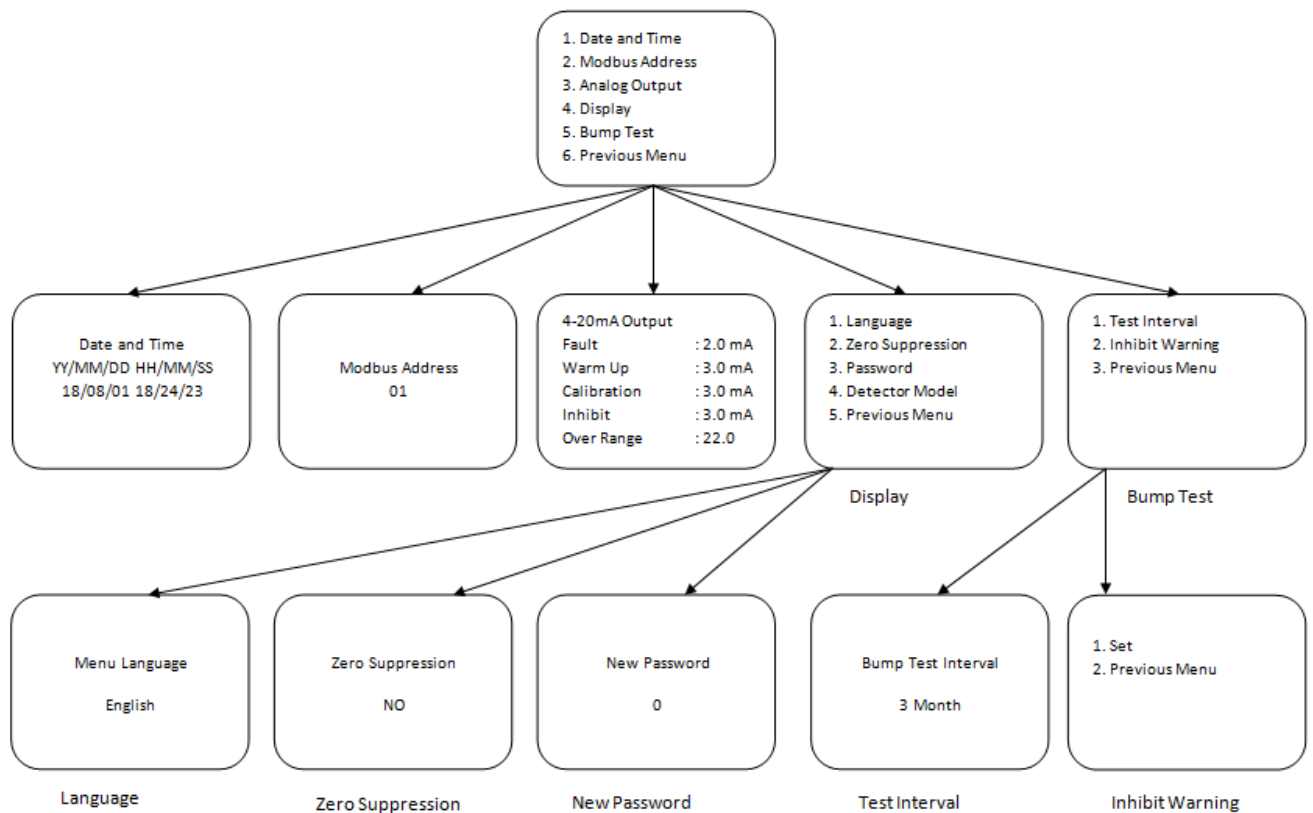 1. Date and Time
2. Modbus Address
3. Analog Output
4. Display
5. Bump Test
6. Previous Menu
Date and Time
YY/MM/DD HH/MM/SS
18/08/01 18/24/23
Modbus Address
01
4-20mA Output
Fault : 2.0 mA
Warm Up : 3.0 mA
Calibration : 3.0 mA
Inhibit : 3.0 mA
Over Range : 22.0
1. Language
2. Zero Suppression
3. Password
4. Detector Model
5. Previous Menu
Display
1. Test Interval
2. Inhibit Warning
3. Previous Menu
Bump Test
Menu Language
English
Language
Zero Suppression
NO
Zero Suppression
New Password
0
New Password
Bump Test Interval
3 Month
Test Interval
1. Set
2. Previous Menu
Inhibit Warning